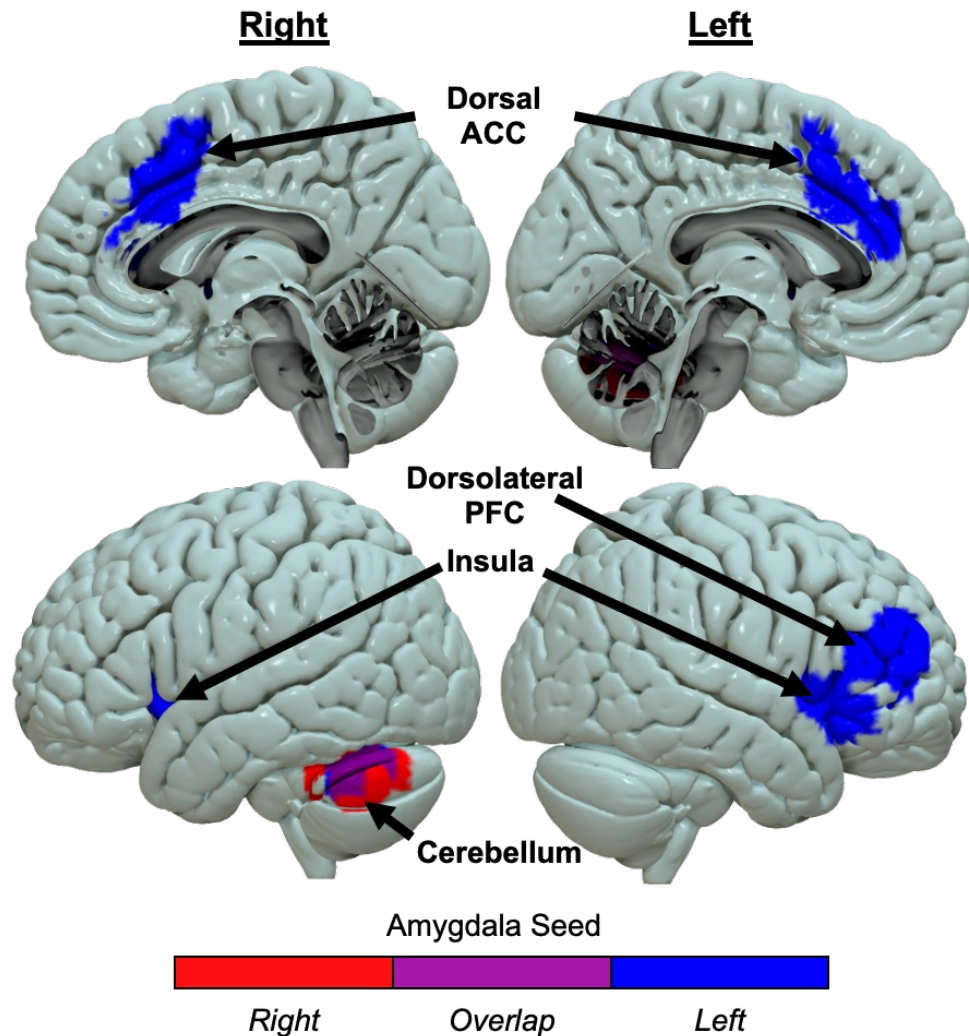 Right
Left
Dorsal
ACC
Dorsolateral
PFC
Insula
Cerebellum
Amygdala Seed
Right
Overlap
Left